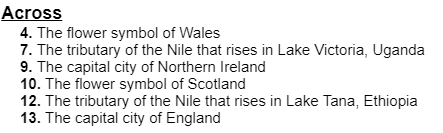 Across
4. The flower symbol of Wales
7. The tributary of the Nile that rises in Lake Victoria, Uganda
9. The capital city of Northern Ireland
10. The flower symbol of Scotland
12. The tributary of the Nile that rises in Lake Tana, Ethiopia
13. The capital city of England